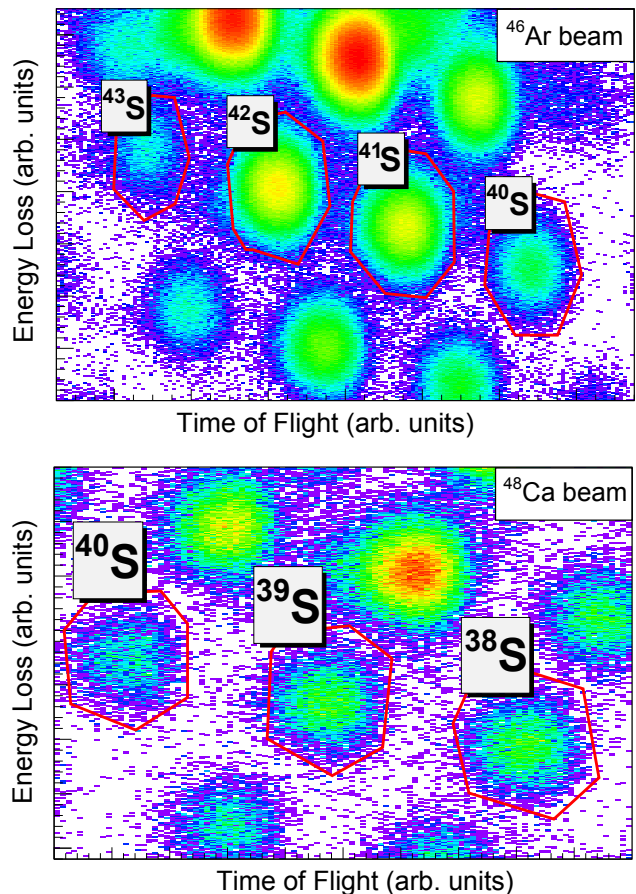 ⁴⁶Ar beam
⁴³S
⁴²S
⁴¹S
⁴⁰S
Energy Loss (arb. units)
Time of Flight (arb. units)
⁴⁸Ca beam
⁴⁰S
³⁹S
³⁸S
Energy Loss (arb. units)
Time of Flight (arb. units)